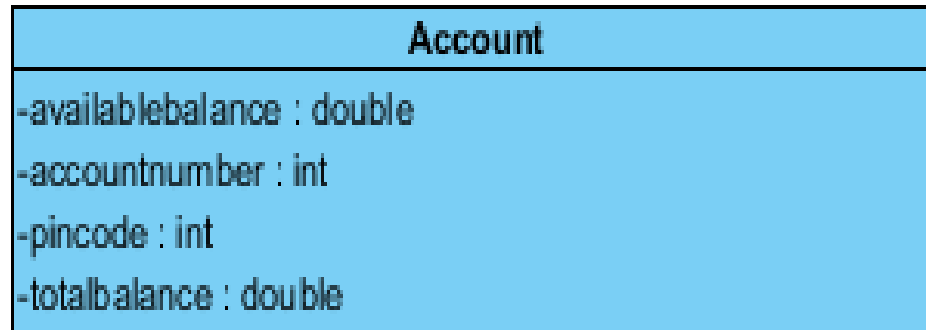 Account
-availablebalance : double
-accountnumber : int
-pincode : int
-totalbalance : double